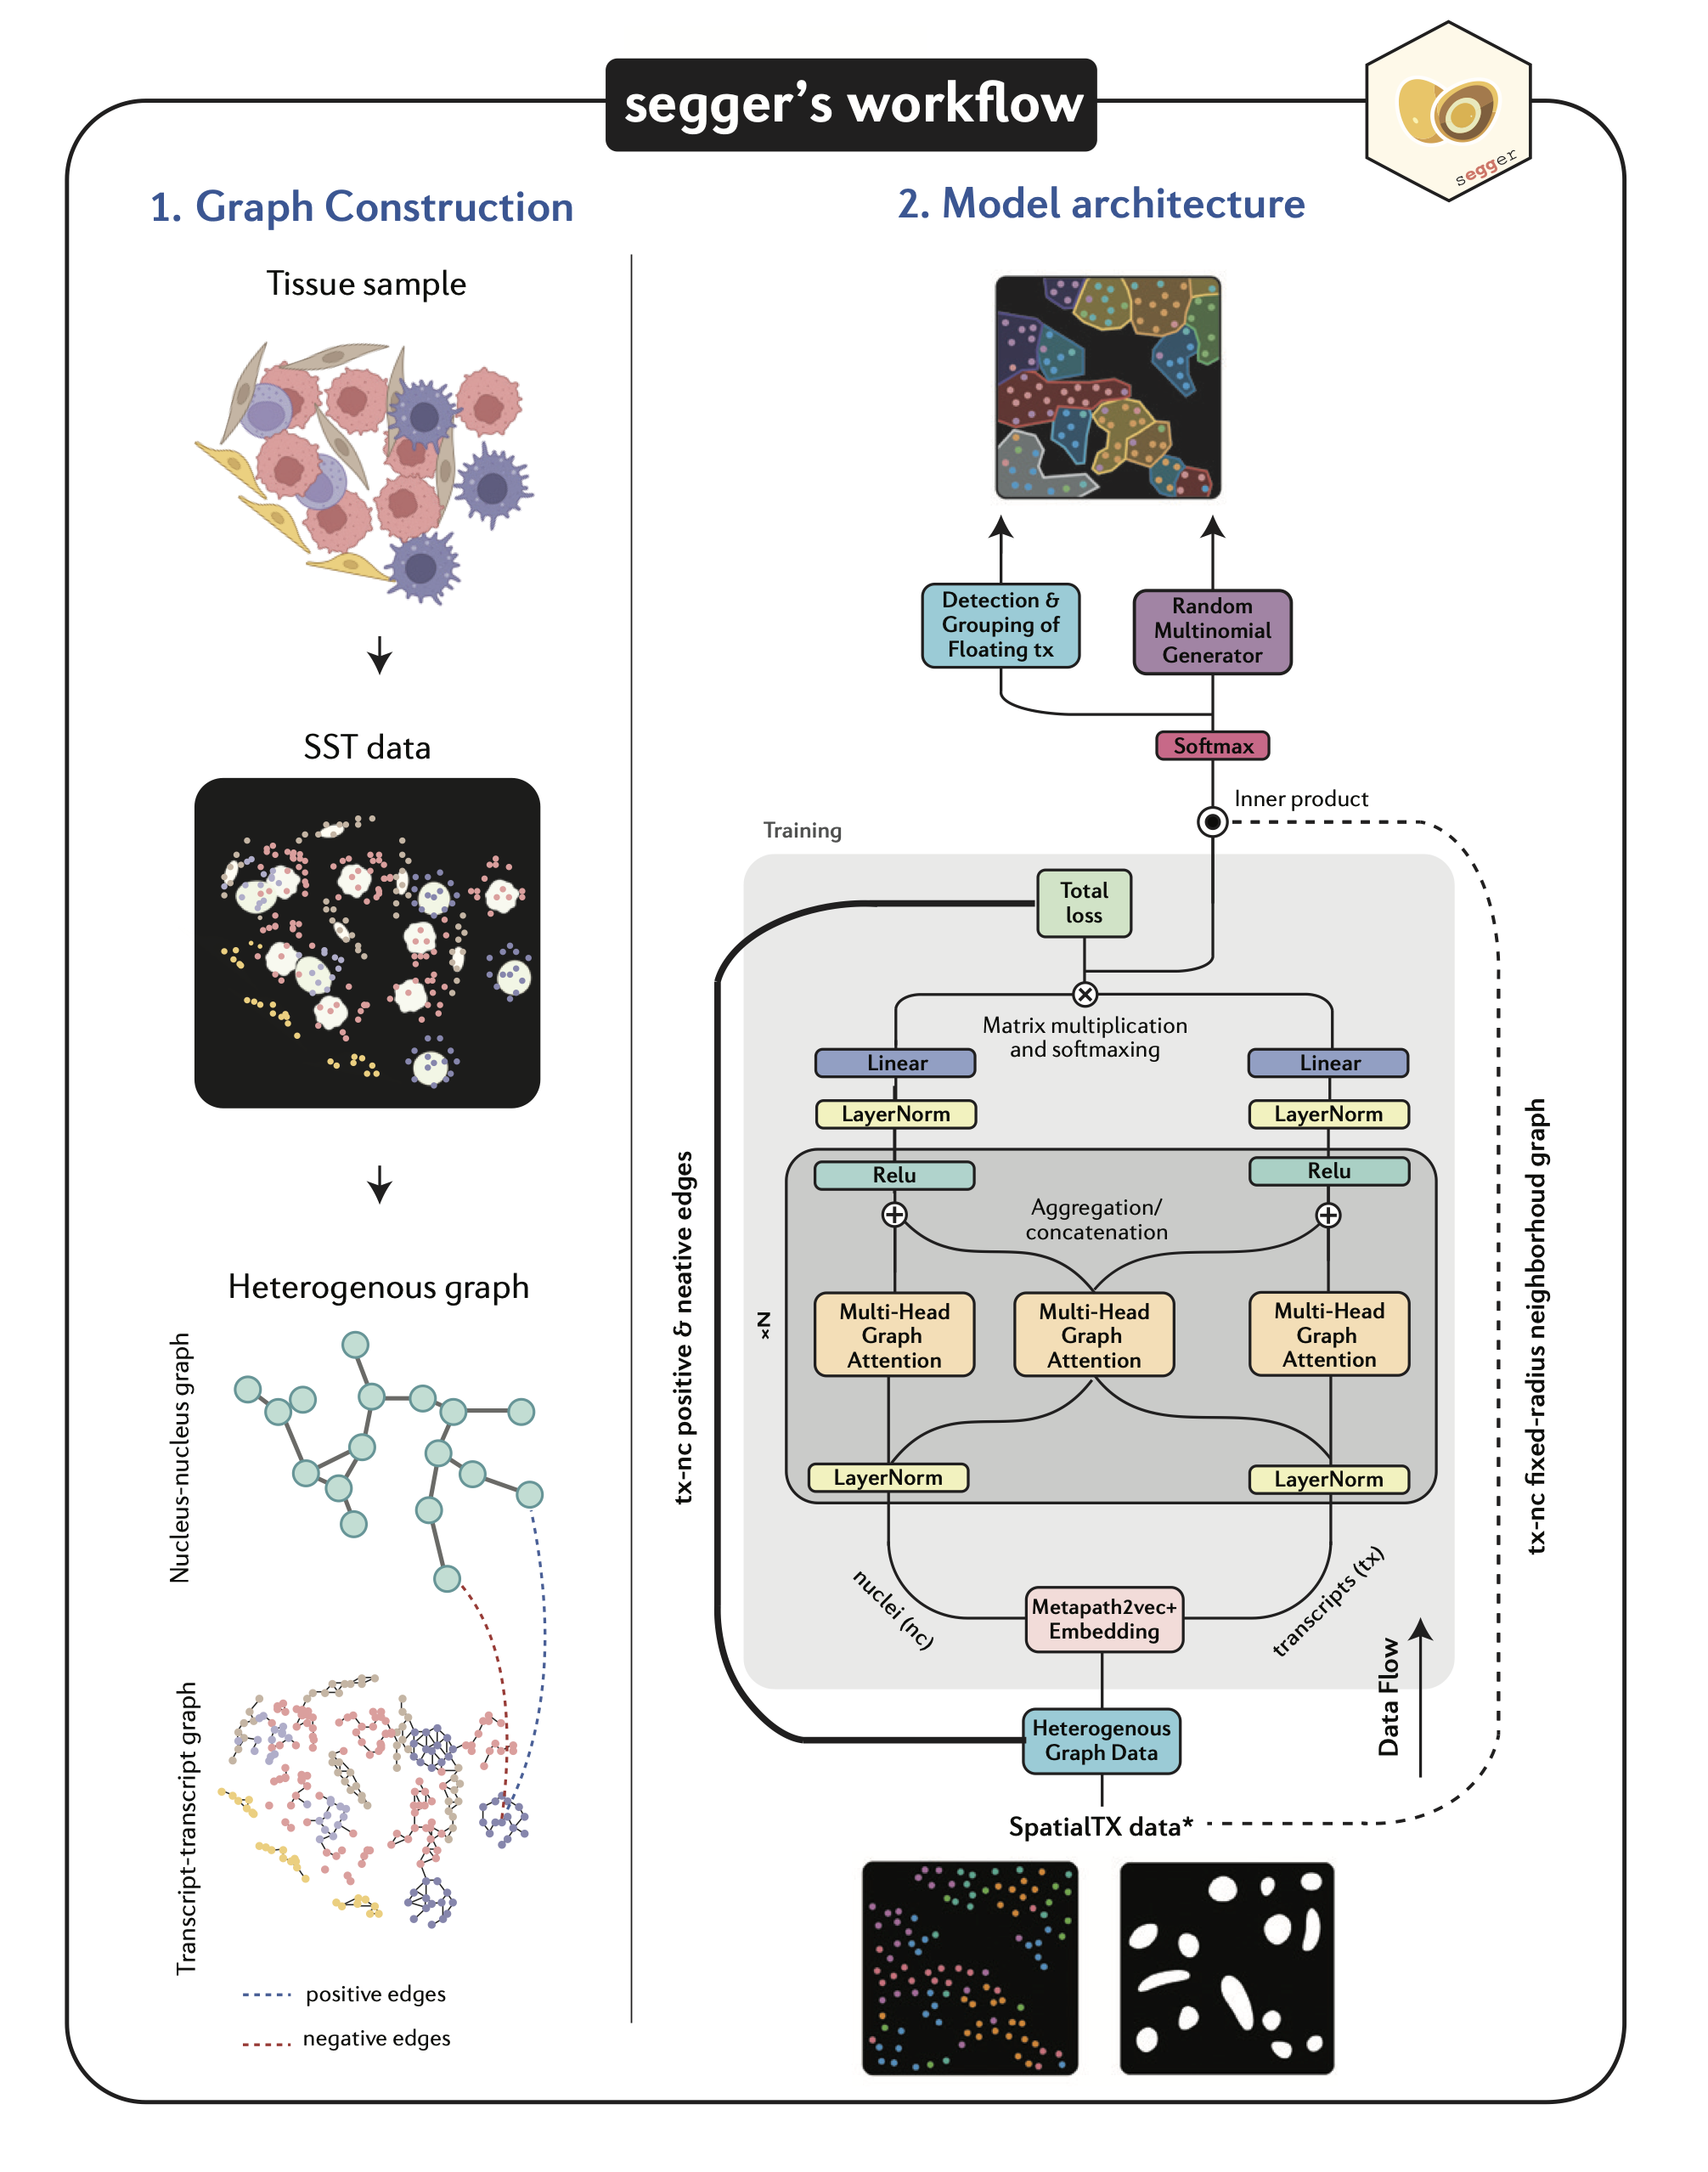 segger's workflow
segger
1. Graph Construction
Tissue sample
SST data
Heterogenous graph
Nucleus-nucleus graph
Transcript-transcript graph
positive edges
negative edges
2. Model architecture
Detection &
Grouping of
Floating tx
Random
Multinomial
Generator
Softmax
Inner product
Training
Total
loss
Matrix multiplication
and softmaxing
Linear
Linear
LayerNorm
LayerNorm
Relu
Relu
Aggregation/
concatenation
×N
Multi-Head
Graph
Attention
Multi-Head
Graph
Attention
Multi-Head
Graph
Attention
LayerNorm
LayerNorm
nuclei (nc)
transcripts (tx)
Metapath2vec+
Embedding
Heterogenous
Graph Data
Data Flow
SpatialTX data*
tx-nc positive & neative edges
tx-nc fixed-radius neighborhoud graph